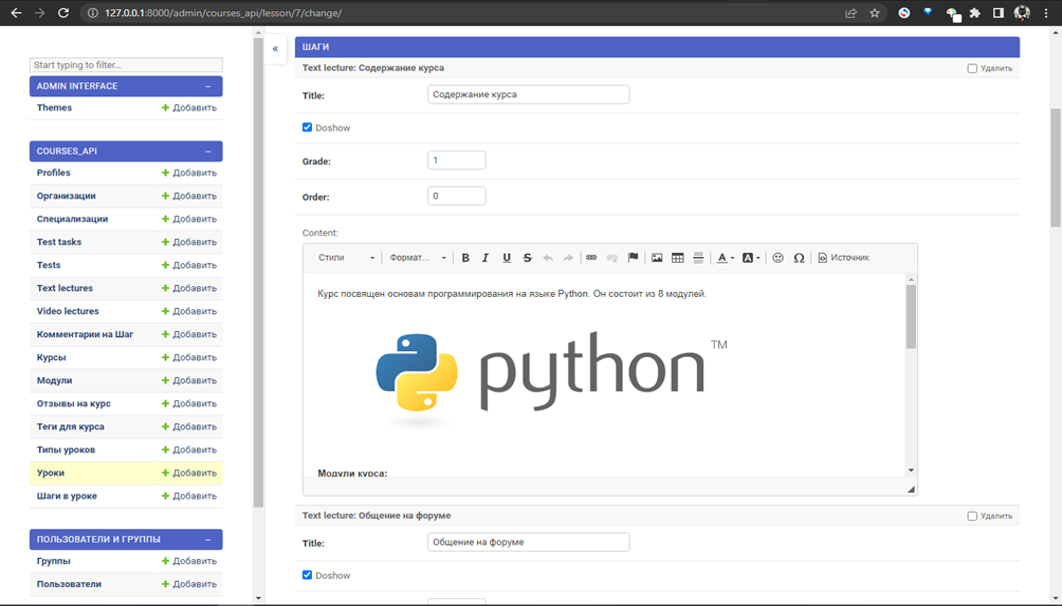 127.0.0.1:8000/admin/courses_api/lesson/7/change/
Start typing to filter...
ADMIN INTERFACE –
Themes + Добавить
COURSES_API –
Profiles + Добавить
Организации + Добавить
Специализации + Добавить
Test tasks + Добавить
Tests + Добавить
Text lectures + Добавить
Video lectures + Добавить
Комментарии на Шаг + Добавить
Курсы + Добавить
Модули + Добавить
Отзывы на курс + Добавить
Теги для курса + Добавить
Типы уроков + Добавить
Уроки + Добавить
Шаги в уроке + Добавить
ПОЛЬЗОВАТЕЛИ И ГРУППЫ –
Группы + Добавить
Пользователи + Добавить
«
ШАГИ
Text lecture: Содержание курса Удалить
Title: Содержание курса
Doshow
Grade: 1
Order: 0
Content:
Стили Формат... B I U S A A Ω Источник
Курс посвящен основам программирования на языке Python. Он состоит из 8 модулей.
python TM
Модули курса:
Text lecture: Общение на форуме Удалить
Title: Общение на форуме
Doshow